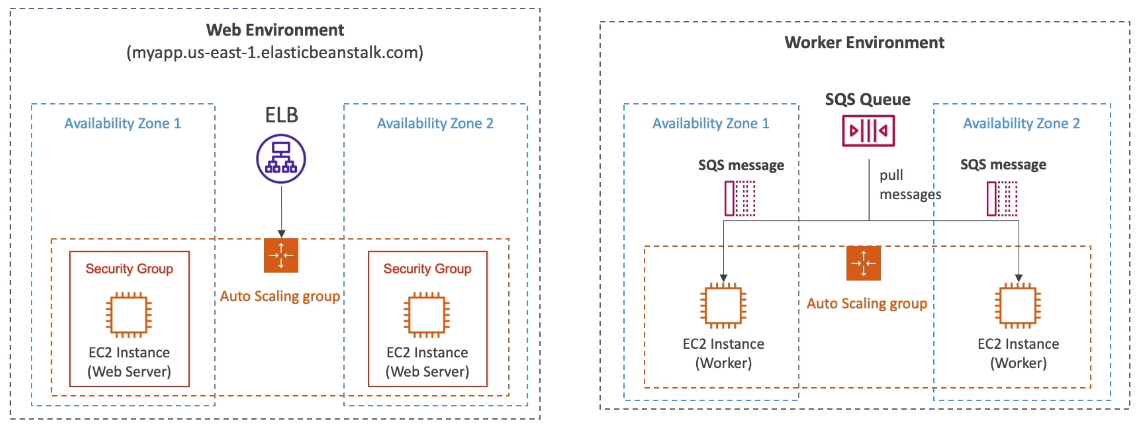 Web Environment
(myapp.us-east-1.elasticbeanstalk.com)
Availability Zone 1
ELB
Availability Zone 2
Security Group
Security Group
Auto Scaling group
EC2 Instance
(Web Server)
EC2 Instance
(Web Server)
Worker Environment
SQS Queue
Availability Zone 1
Availability Zone 2
SQS message
pull
messages
SQS message
Auto Scaling group
EC2 Instance
(Worker)
EC2 Instance
(Worker)